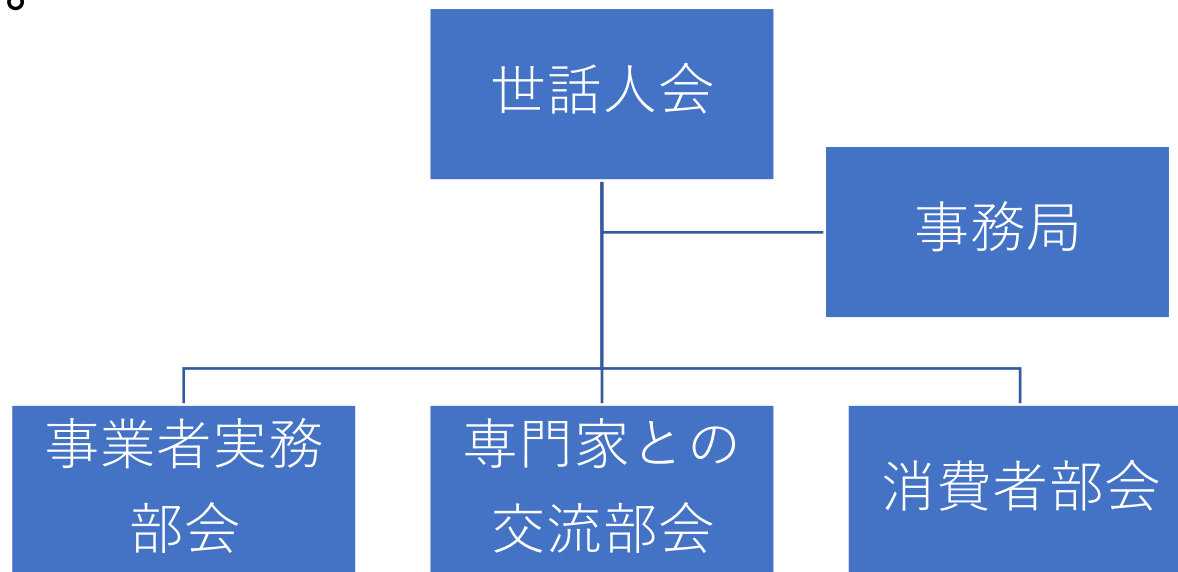 。
世話人会
事務局
事業者実務
部会
専門家との
交流部会
消費者部会